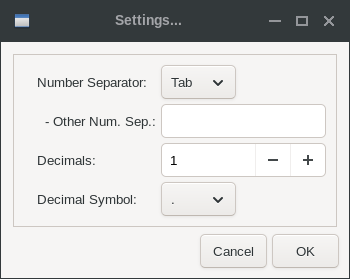 Settings...
Number Separator: Tab
- Other Num. Sep.:
Decimals: 1
Decimal Symbol: .
Cancel OK